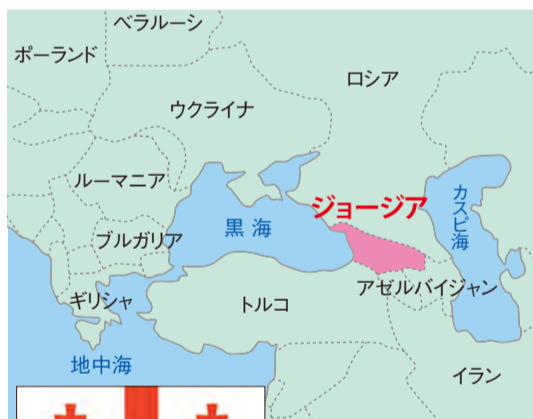 ベラルーシ
ポーランド
ロシア
ウクライナ
ルーマニア
ジョージア
カスピ海
黒海
ブルガリア
アゼルバイジャン
ギリシャ
トルコ
地中海
イラン